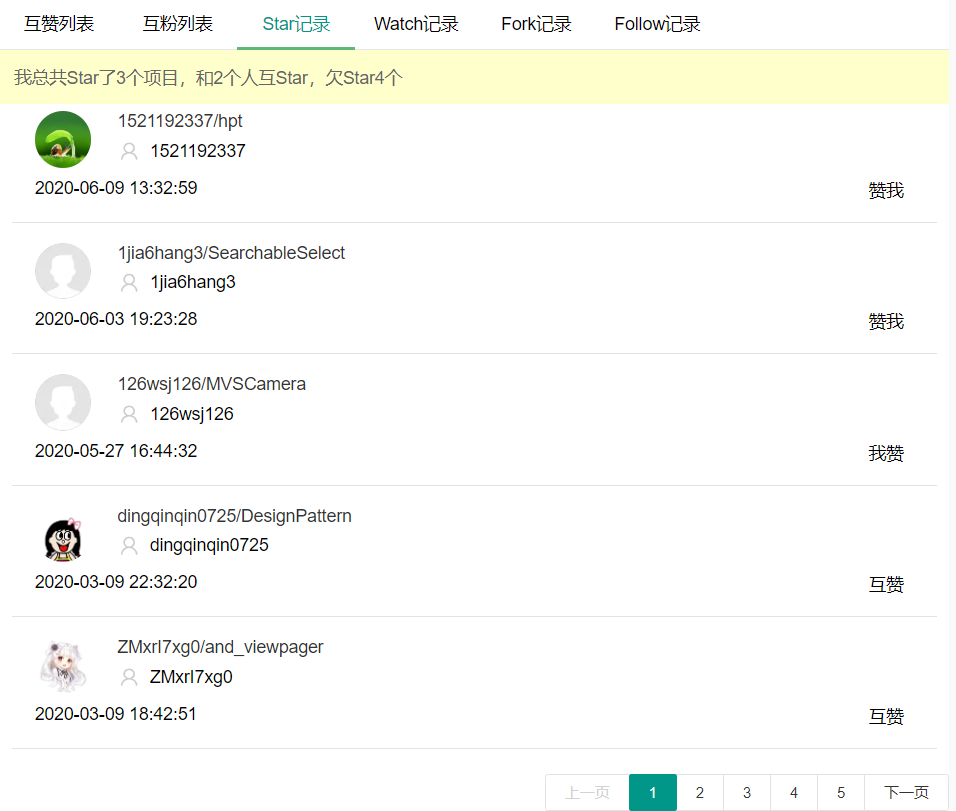 互赞列表 互粉列表 Star记录 Watch记录 Fork记录 Follow记录
我总共Star了3个项目，和2个人互Star，欠Star4个
1521192337/hpt
1521192337
2020-06-09 13:32:59 赞我
1jia6hang3/SearchableSelect
1jia6hang3
2020-06-03 19:23:28 赞我
126wsj126/MVSCamera
126wsj126
2020-05-27 16:44:32 我赞
dingqinqin0725/DesignPattern
dingqinqin0725
2020-03-09 22:32:20 互赞
ZMxrl7xg0/and_viewpager
ZMxrl7xg0
2020-03-09 18:42:51 互赞
上一页 1 2 3 4 5 下一页